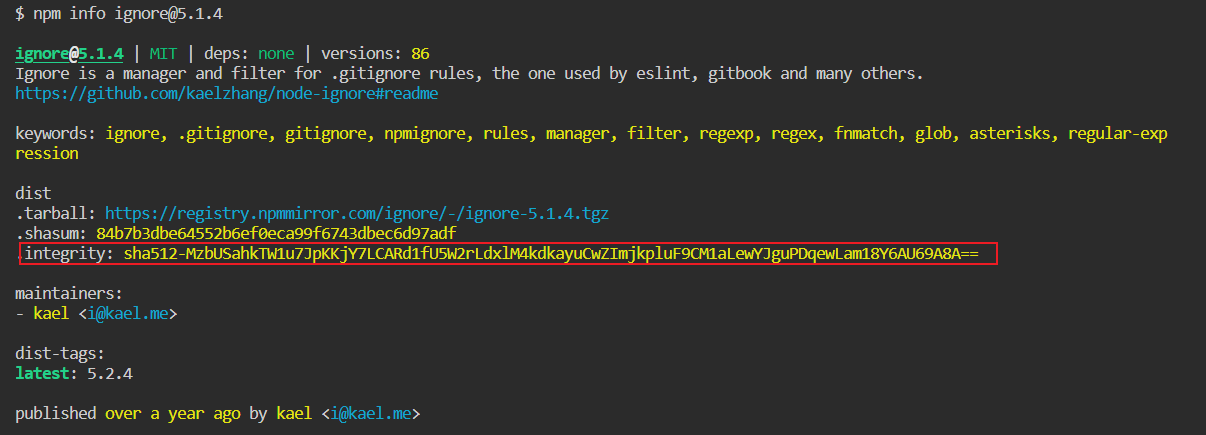 $ npm info ignore@5.1.4
ignore@5.1.4 | MIT | deps: none | versions: 86
Ignore is a manager and filter for .gitignore rules, the one used by eslint, gitbook and many others.
https://github.com/kaelzhang/node-ignore#readme
keywords: ignore, .gitignore, gitignore, npmignore, rules, manager, filter, regexp, regex, fnmatch, glob, asterisks, regular-exp
ression
dist
.tarball: https://registry.npmmirror.com/ignore/-/ignore-5.1.4.tgz
.shasum: 84b7b3dbe64552b6ef0eca99f6743dbec6d97adf
.integrity: sha512-MzbUSahkTW1u7JpKKjY7LCARd1fU5W2rLdxlM4kdkayuCwZImjkpluF9CM1aLewYJguPDqewLam18Y6AU69A8A==
maintainers:
- kael <i@kael.me>
dist-tags:
latest: 5.2.4
published over a year ago by kael <i@kael.me>